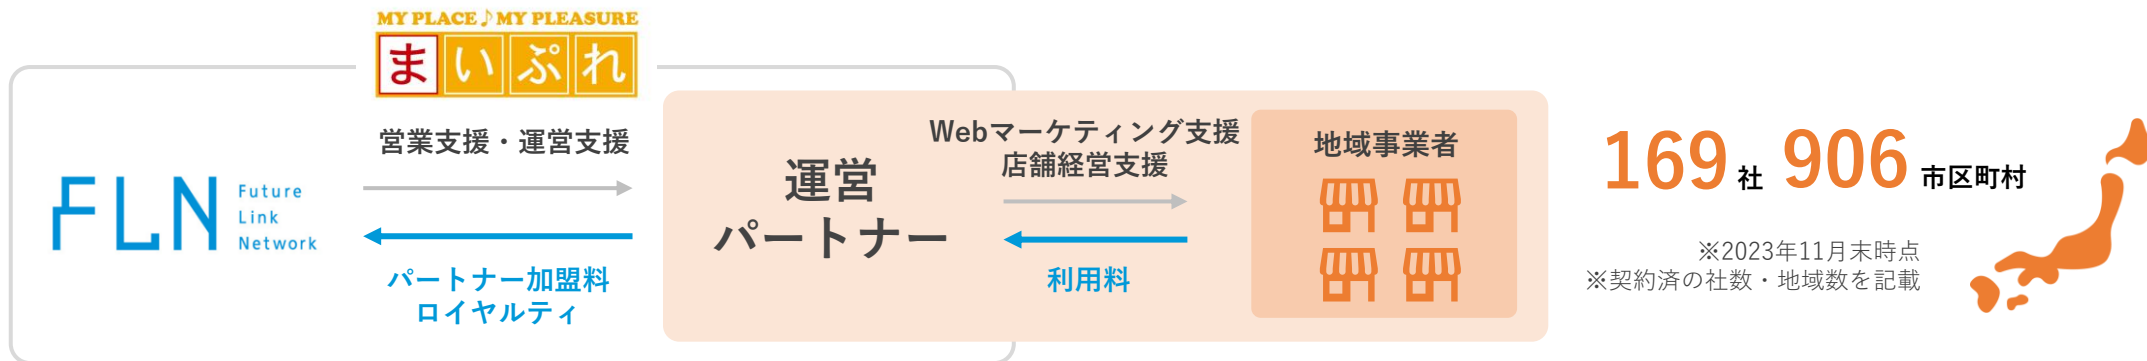 MY PLACE♪MY PLEASURE
まいぷれ
営業支援・運営支援
FLN
Future
Link
Network
パートナー加盟料
ロイヤルティ
運営
パートナー
Webマーケティング支援
店舗経営支援
利用料
地域事業者
169社 906市区町村
※2023年11月末時点
※契約済の社数・地域数を記載